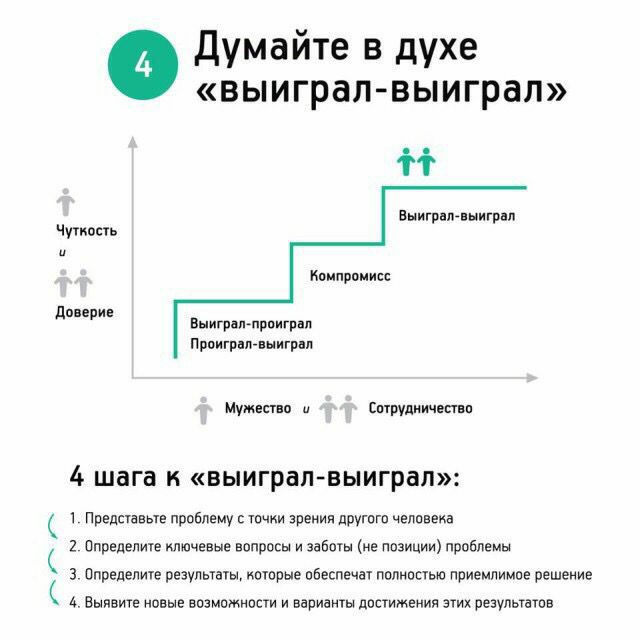 4
Думайте в духе
«выиграл-выиграл»
Чуткость
и
Доверие
Выиграл-выиграл
Компромисс
Выиграл-проиграл
Проиграл-выиграл
Мужество и Сотрудничество
4 шага к «выиграл-выиграл»:
1. Представьте проблему с точки зрения другого человека
2. Определите ключевые вопросы и заботы (не позиции) проблемы
3. Определите результаты, которые обеспечат полностью приемлимое решение
4. Выявите новые возможности и варианты достижения этих результатов